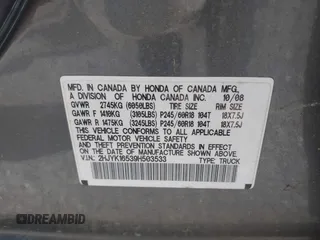 MFD. IN CANADA BY HONDA OF CANADA MFG.
A DIVISION OF HONDA CANADA INC. 10/08
GVWR 2745KG (6050LBS) TIRE SIZE RIM SIZE
GAWR F 1410KG (3105LBS) P245/60R18 104T 18X7.5J
GAWR R 1475KG (3245LBS) P245/60R18 104T 18X7.5J
THIS VEHICLE CONFORMS TO ALL APPLICABLE
FEDERAL MOTOR VEHICLE SAFETY AND
THEFT PREVENTION STANDARDS IN EFFECT ON
THE DATE OF MANUFACTURE SHOWN ABOVE.
V.I.N: 2HJYK16539H503533 TYPE: TRUCK
DREAMBID